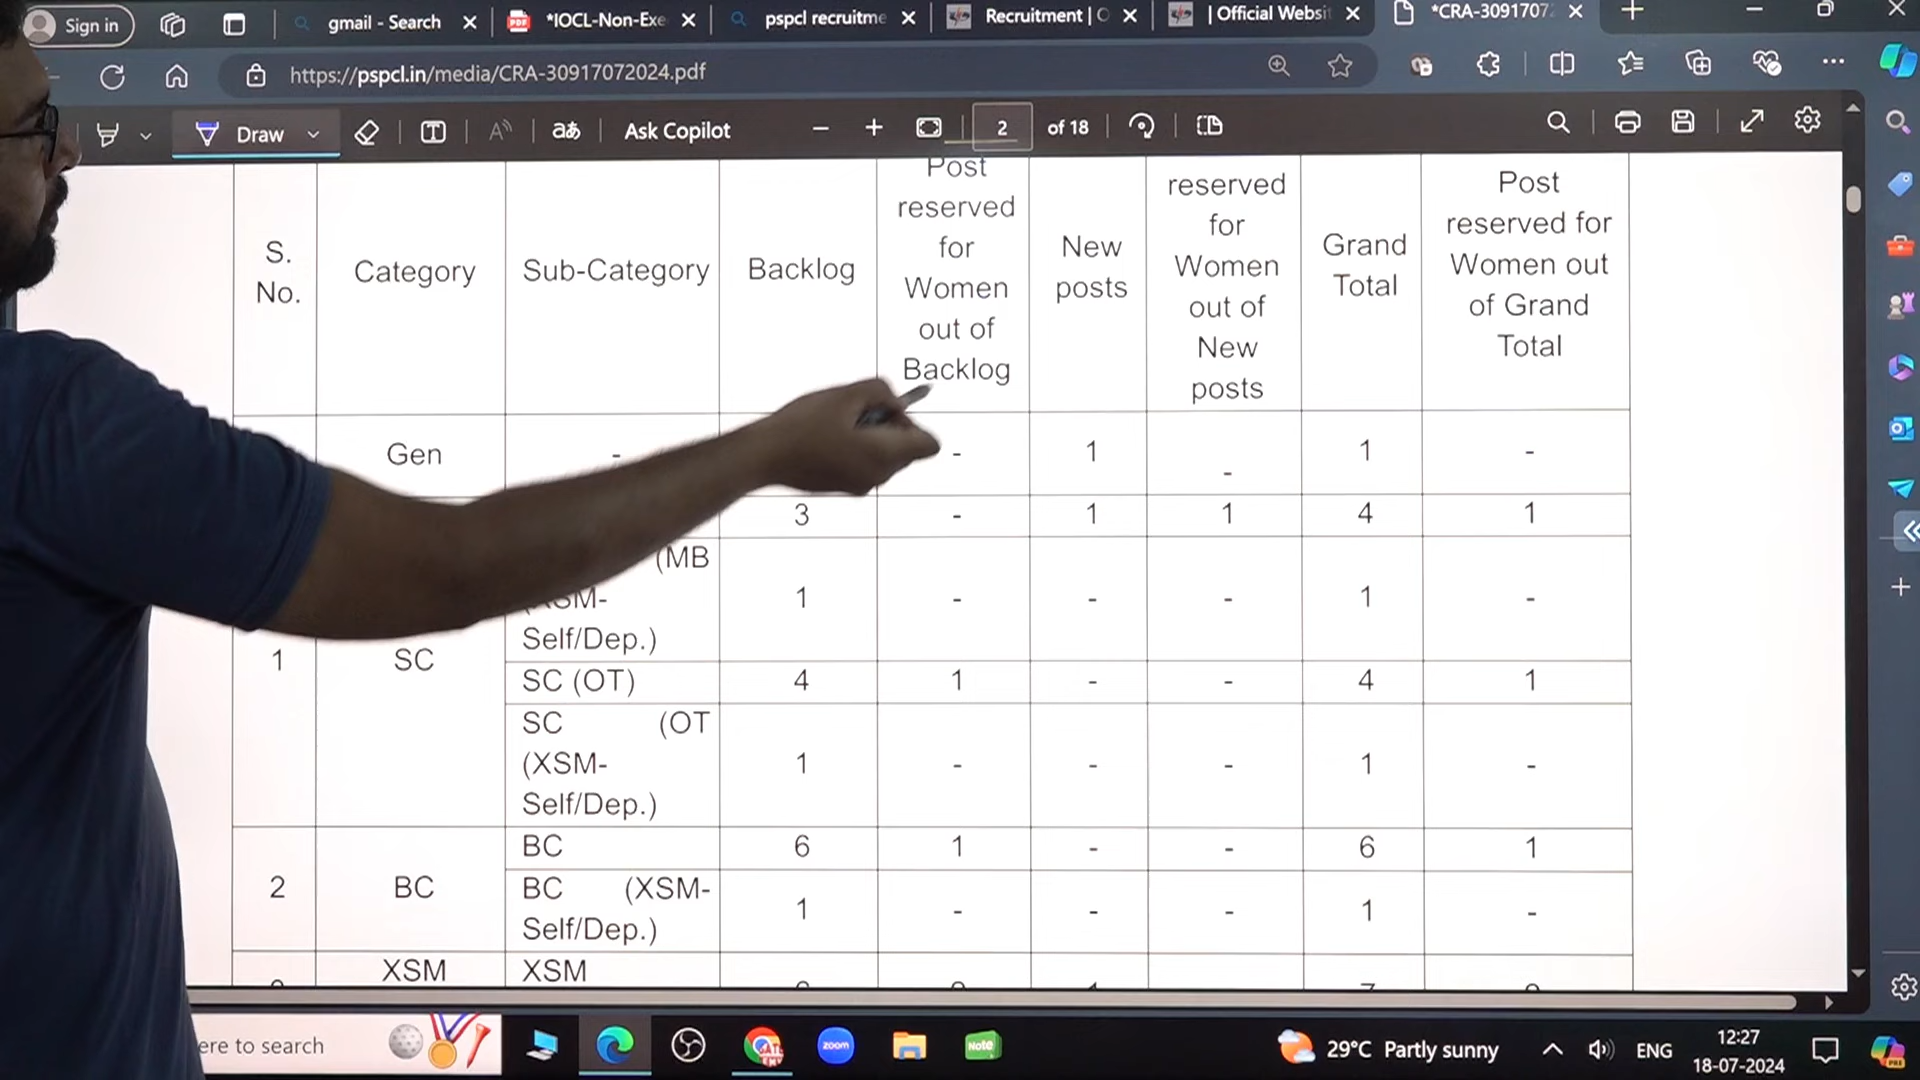 Sign in
gmail - Search
*IOCL-Non-Exe
pspcl recruitme
Recruitment |
| Official Websit
*CRA-3091707
https://pspcl.in/media/CRA-30917072024.pdf
Draw
Ask Copilot
2 of 18
S. No.
Category
Sub-Category
Backlog
Post reserved for Women out of Backlog
New posts
reserved for Women out of New posts
Grand Total
Post reserved for Women out of Grand Total
Gen - - 1 - 1 -
3 - 1 1 4 1
(MB
Self/Dep.) 1 - - - 1 -
1 SC
SC (OT) 4 1 - - 4 1
SC (OT
(XSM-
Self/Dep.) 1 - - - 1 -
BC 6 1 - - 6 1
2 BC
BC (XSM-
Self/Dep.) 1 - - - 1 -
XSM XSM
ere to search
zoom
Note
29°C Partly sunny
ENG
12:27
18-07-2024